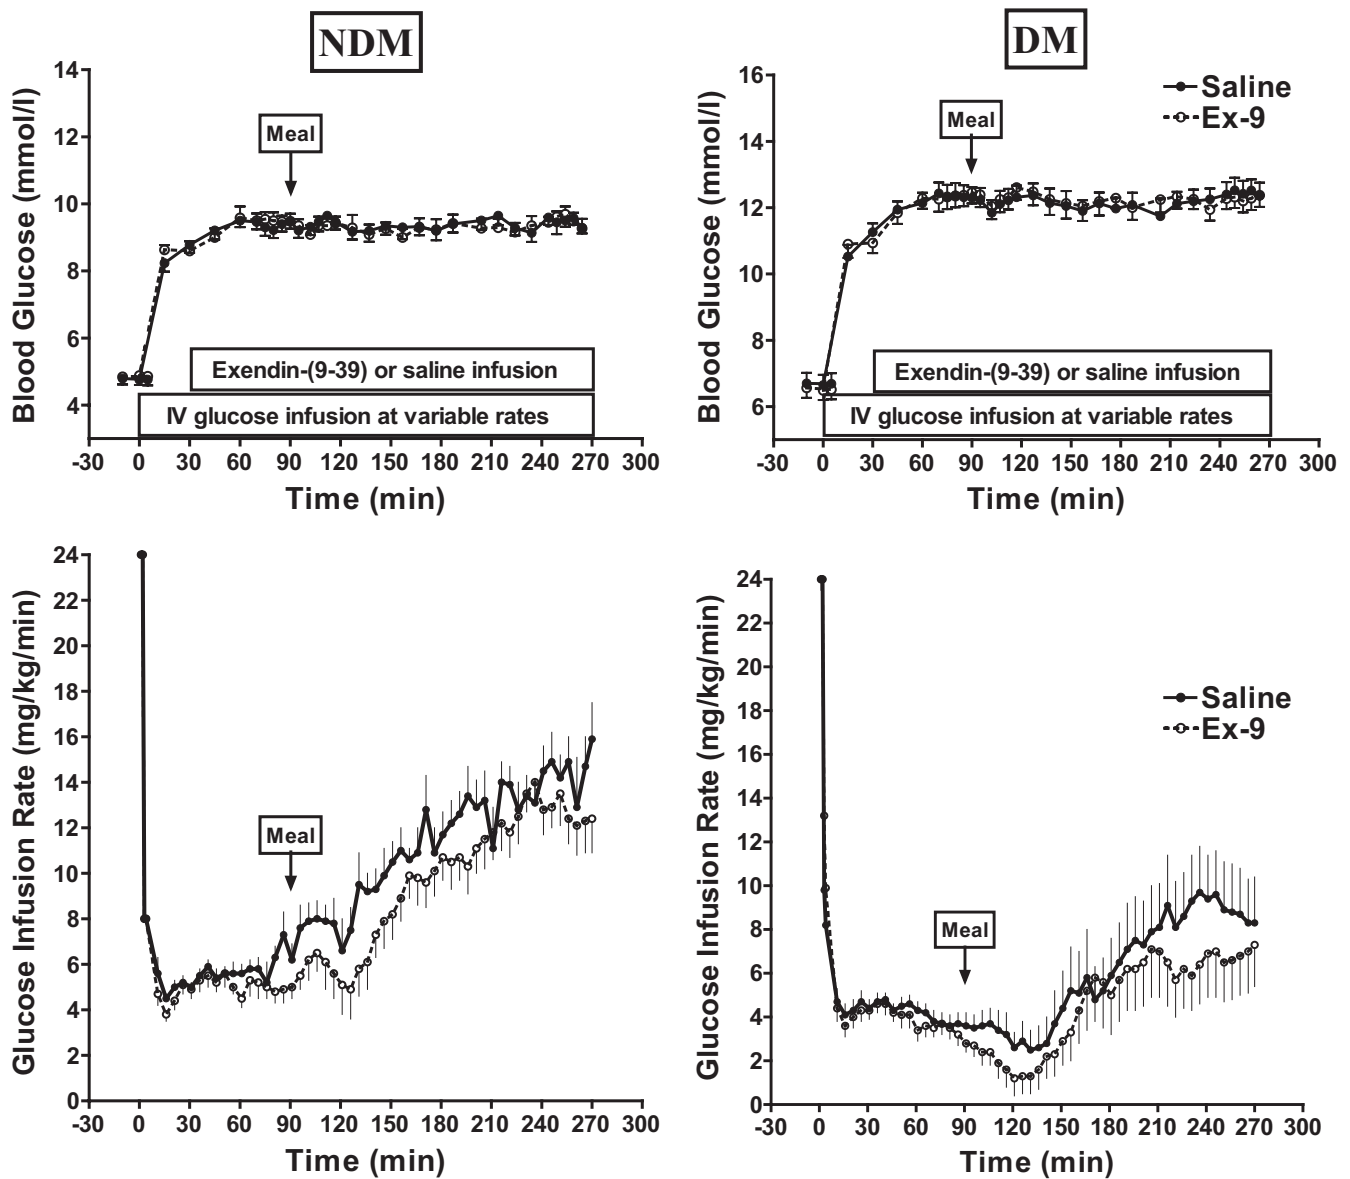 NDM
14
12
10
8
6
4
Blood Glucose (mmol/l)
Meal
Exendin-(9-39) or saline infusion
IV glucose infusion at variable rates
-30 0 30 60 90 120 150 180 210 240 270 300
Time (min)
DM
16
14
12
10
8
6
Blood Glucose (mmol/l)
Saline
Ex-9
Meal
Exendin-(9-39) or saline infusion
IV glucose infusion at variable rates
-30 0 30 60 90 120 150 180 210 240 270 300
Time (min)
24
22
20
18
16
14
12
10
8
6
4
2
0
Glucose Infusion Rate (mg/kg/min)
Meal
-30 0 30 60 90 120 150 180 210 240 270 300
Time (min)
24
22
20
18
16
14
12
10
8
6
4
2
0
Glucose Infusion Rate (mg/kg/min)
Saline
Ex-9
Meal
-30 0 30 60 90 120 150 180 210 240 270 300
Time (min)